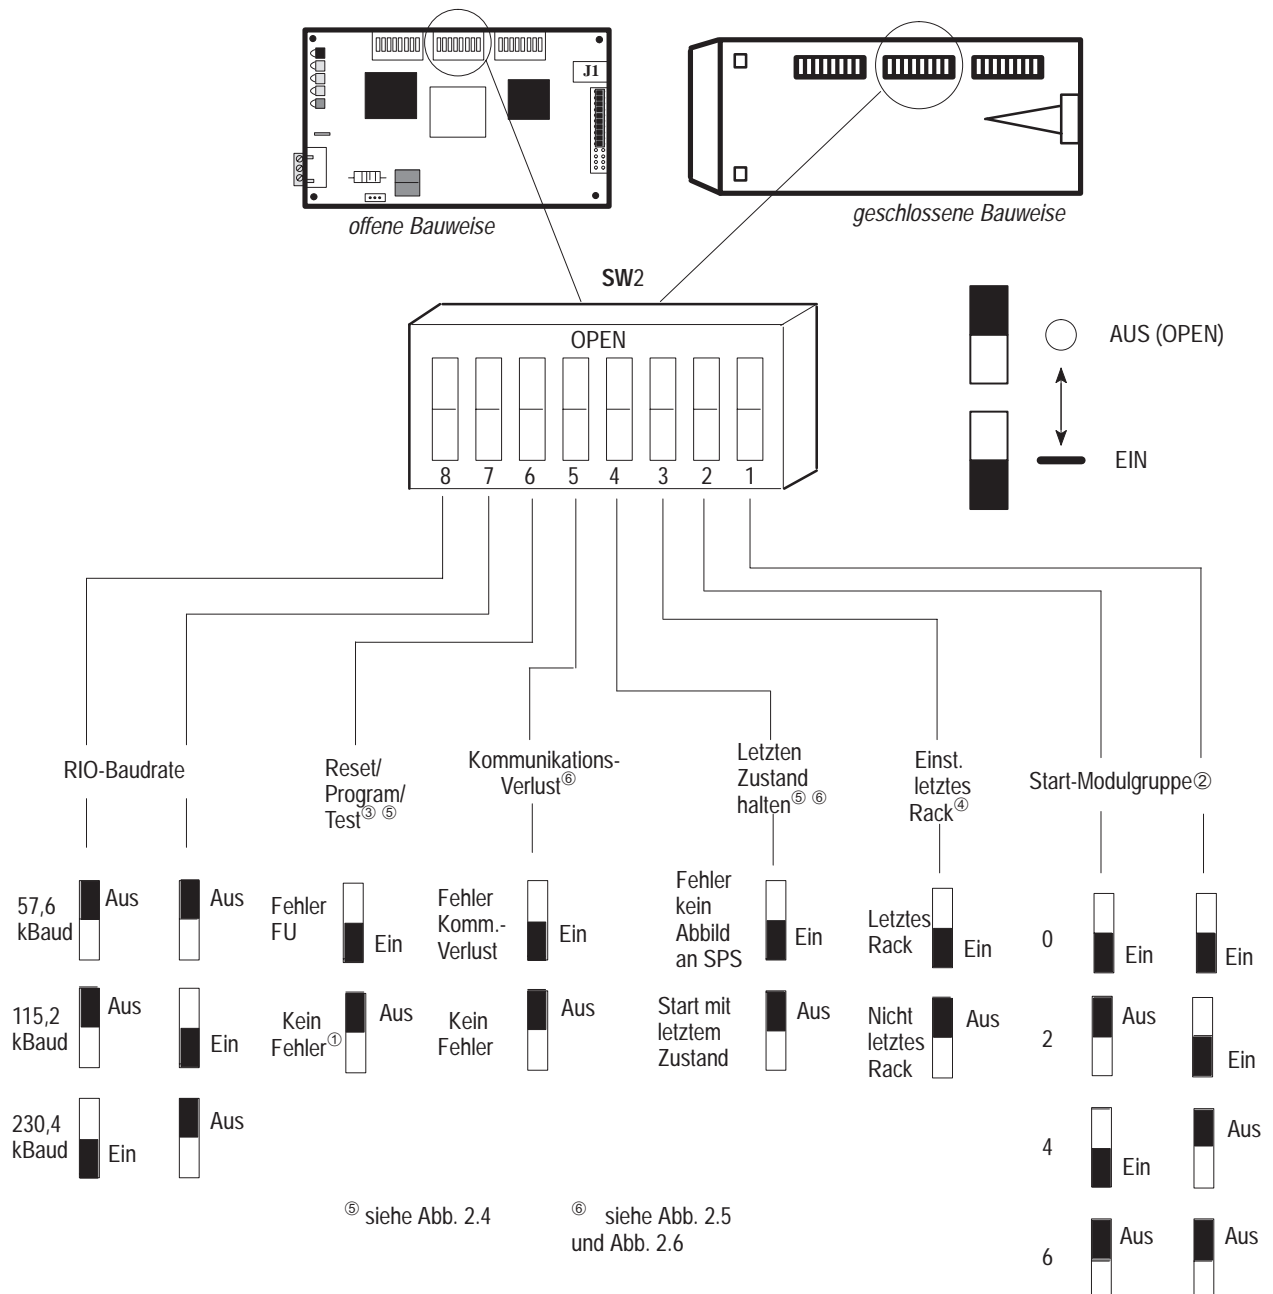 J1
offene Bauweise
geschlossene Bauweise
SW2
OPEN
8 7 6 5 4 3 2 1
AUS (OPEN)
EIN
RIO-Baudrate
Reset/
Program/
Test③ ⑤
Kommunikations-
Verlust⑥
Letzten
Zustand
halten⑤ ⑥
Einst.
letztes
Rack④
Start-Modulgruppe②
57,6
kBaud
Aus
Aus
115,2
kBaud
Aus
Ein
230,4
kBaud
Ein
Aus
Fehler
FU
Ein
Kein
Fehler①
Aus
Fehler
Komm.-
Verlust
Ein
Kein
Fehler
Aus
Fehler
kein
Abbild
an SPS
Ein
Start mit
letztem
Zustand
Aus
Letztes
Rack
Ein
Nicht
letztes
Rack
Aus
0
Ein
Ein
2
Aus
Ein
4
Ein
Aus
6
Aus
Aus
⑤ siehe Abb. 2.4
⑥ siehe Abb. 2.5
und Abb. 2.6